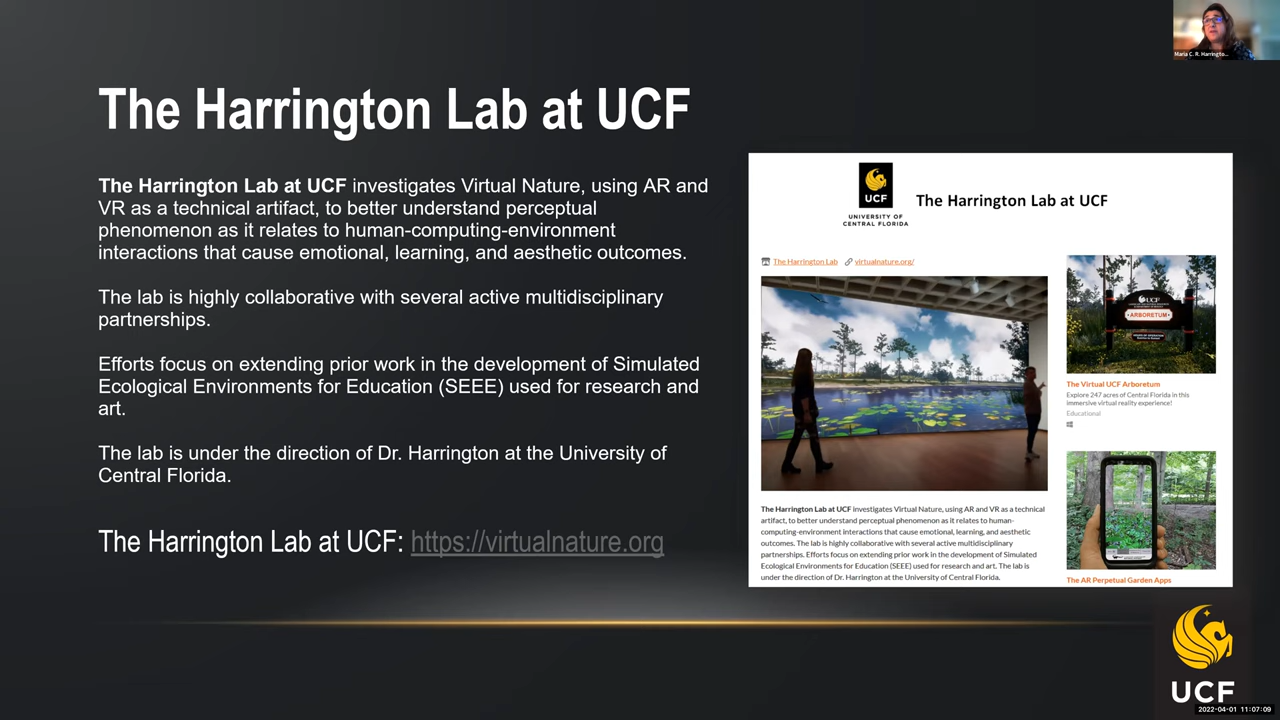 Maria C. R. Harringto...
The Harrington Lab at UCF
The Harrington Lab at UCF investigates Virtual Nature, using AR and
VR as a technical artifact, to better understand perceptual
phenomenon as it relates to human-computing-environment
interactions that cause emotional, learning, and aesthetic outcomes.
The lab is highly collaborative with several active multidisciplinary
partnerships.
Efforts focus on extending prior work in the development of Simulated
Ecological Environments for Education (SEEE) used for research and
art.
The lab is under the direction of Dr. Harrington at the University of
Central Florida.
The Harrington Lab at UCF: https://virtualnature.org
UCF
UNIVERSITY OF
CENTRAL FLORIDA
The Harrington Lab at UCF
The Harrington Lab virtualnature.org/
The Harrington Lab at UCF investigates Virtual Nature, using AR and VR as a technical
artifact, to better understand perceptual phenomenon as it relates to human-
computing-environment interactions that cause emotional, learning, and aesthetic
outcomes. The lab is highly collaborative with several active multidisciplinary
partnerships. Efforts focus on extending prior work in the development of Simulated
Ecological Environments for Education (SEEE) used for research and art. The lab is
under the direction of Dr. Harrington at the University of Central Florida.
UCF
ARBORETUM
The Virtual UCF Arboretum
Explore 247 acres of Central Florida in this
immersive virtual reality experience!
Educational
The AR Perpetual Garden Apps
UCF
2022-04-01 11:07:09